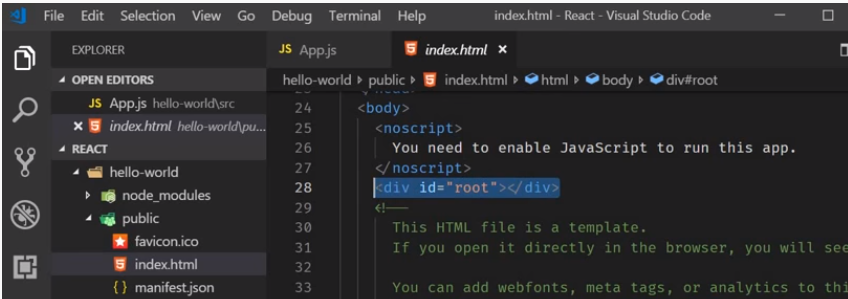 File Edit Selection View Go Debug Terminal Help index.html - React - Visual Studio Code
EXPLORER
OPEN EDITORS
JS App.js hello-world\src
index.html hello-world\pu...
REACT
hello-world
node_modules
public
favicon.ico
index.html
{ } manifest.json
JS App.js
index.html
hello-world public index.html html body div#root
24 <body>
25 <noscript>
26 You need to enable JavaScript to run this app.
27 </noscript>
28 <div id="root"></div>
29 <!--
30 This HTML file is a template.
31 If you open it directly in the browser, you will see
32
33 You can add webfonts, meta tags, or analytics to thi